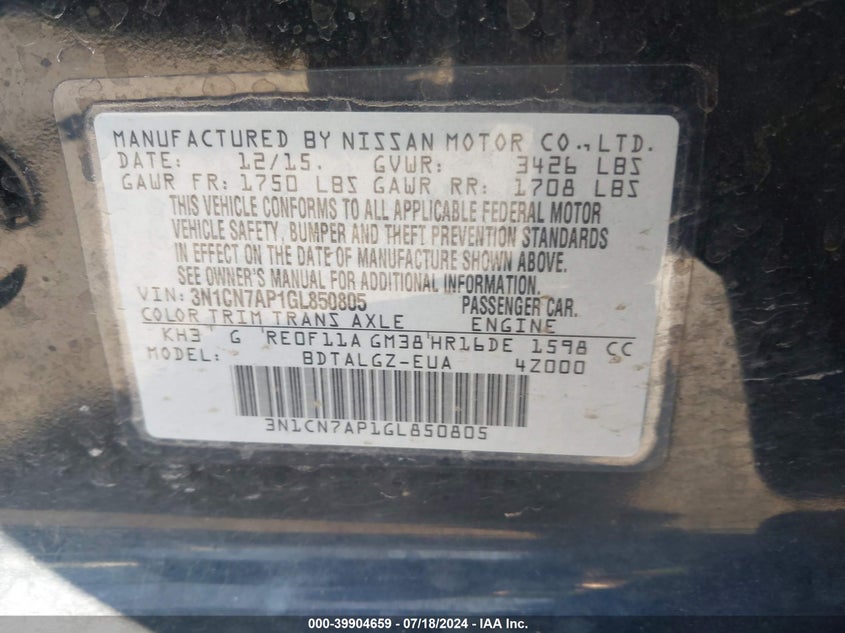 MANUFACTURED BY NISSAN MOTOR CO., LTD.
DATE: 12/15. GVWR: 3426 LBS
GAWR FR: 1750 LBS GAWR RR: 1708 LBS
THIS VEHICLE CONFORMS TO ALL APPLICABLE FEDERAL MOTOR
VEHICLE SAFETY, BUMPER AND THEFT PREVENTION STANDARDS
IN EFFECT ON THE DATE OF MANUFACTURE SHOWN ABOVE.
SEE OWNER'S MANUAL FOR ADDITIONAL INFORMATION.
VIN: 3N1CN7AP1GL850805 PASSENGER CAR.
COLOR TRIM TRANS AXLE ENGINE
KH3 G RE0F11A GM38 HR16DE 1598 CC
MODEL: BDTALGZ-EUA 4Z000
3N1CN7AP1GL850805
000-39904659 - 07/18/2024 - IAA Inc.